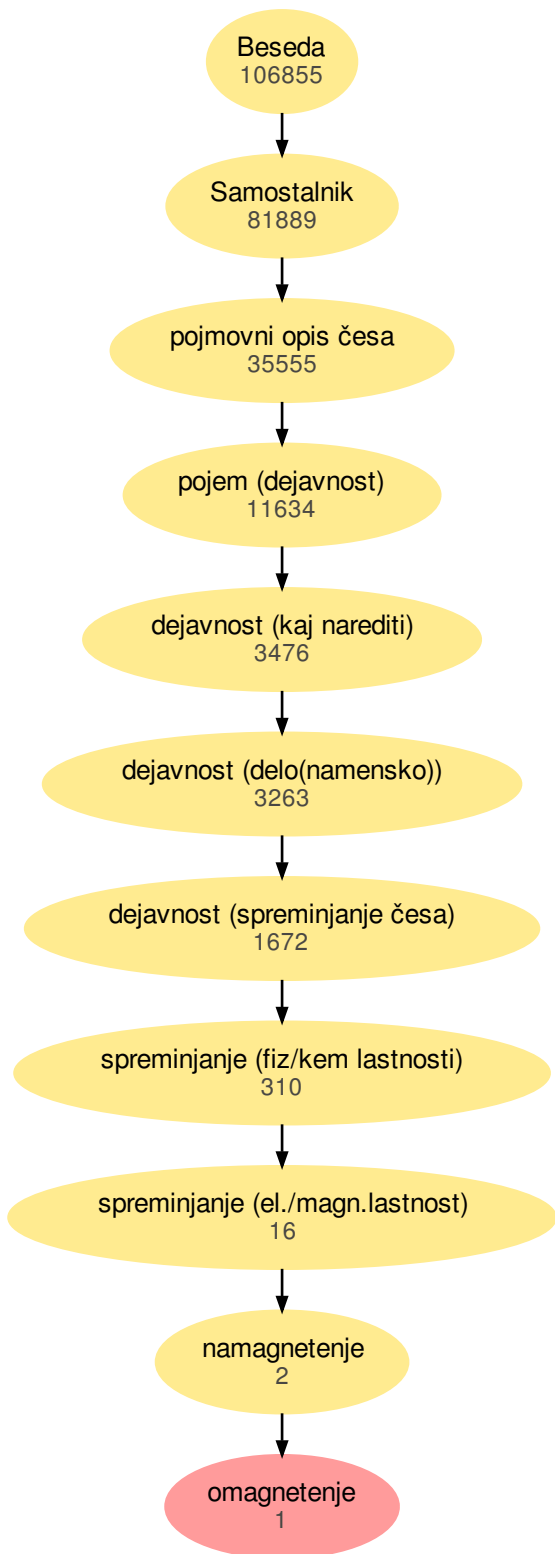 Beseda
106855
Samostalnik
81889
pojmovni opis česa
35555
pojem (dejavnost)
11634
dejavnost (kaj narediti)
3476
dejavnost (delo(namensko))
3263
dejavnost (spreminjanje česa)
1672
spreminjanje (fiz/kem lastnosti)
310
spreminjanje (el./magn.lastnost)
16
namagnetenje
2
omagnetenje
1